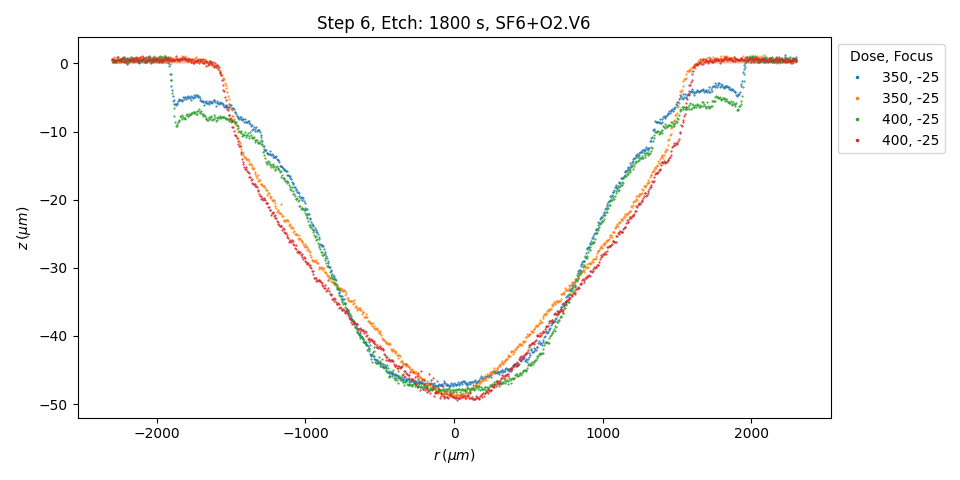 Step 6, Etch: 1800 s, SF6+O2.V6
Dose, Focus
350, -25
350, -25
400, -25
400, -25
0
−10
−20
−30
−40
−50
z (μm)
−2000 −1000 0 1000 2000
r (μm)